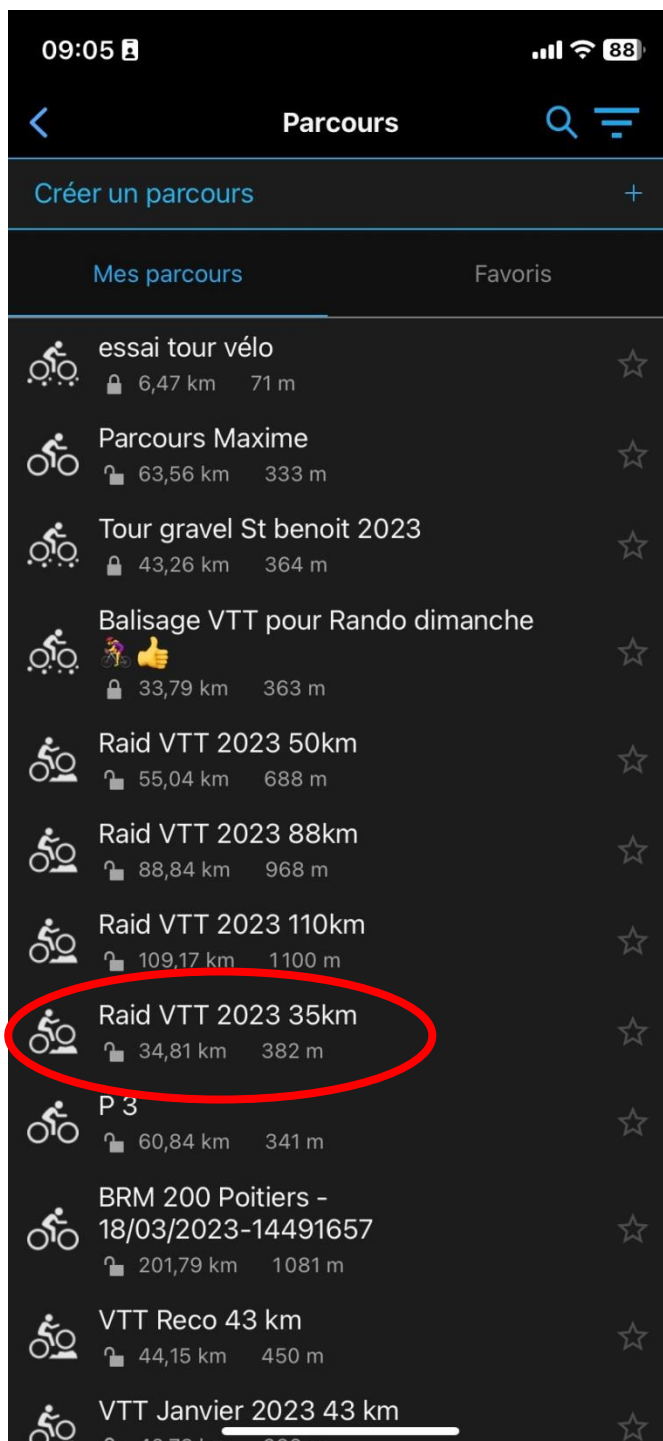 09:05
88
Parcours
Créer un parcours +
Mes parcours Favoris
essai tour vélo
6,47 km 71 m
Parcours Maxime
63,56 km 333 m
Tour gravel St benoit 2023
43,26 km 364 m
Balisage VTT pour Rando dimanche
🚴‍♀️👍
33,79 km 363 m
Raid VTT 2023 50km
55,04 km 688 m
Raid VTT 2023 88km
88,84 km 968 m
Raid VTT 2023 110km
109,17 km 1100 m
Raid VTT 2023 35km
34,81 km 382 m
P 3
60,84 km 341 m
BRM 200 Poitiers -
18/03/2023-14491657
201,79 km 1081 m
VTT Reco 43 km
44,15 km 450 m
VTT Janvier 2023 43 km